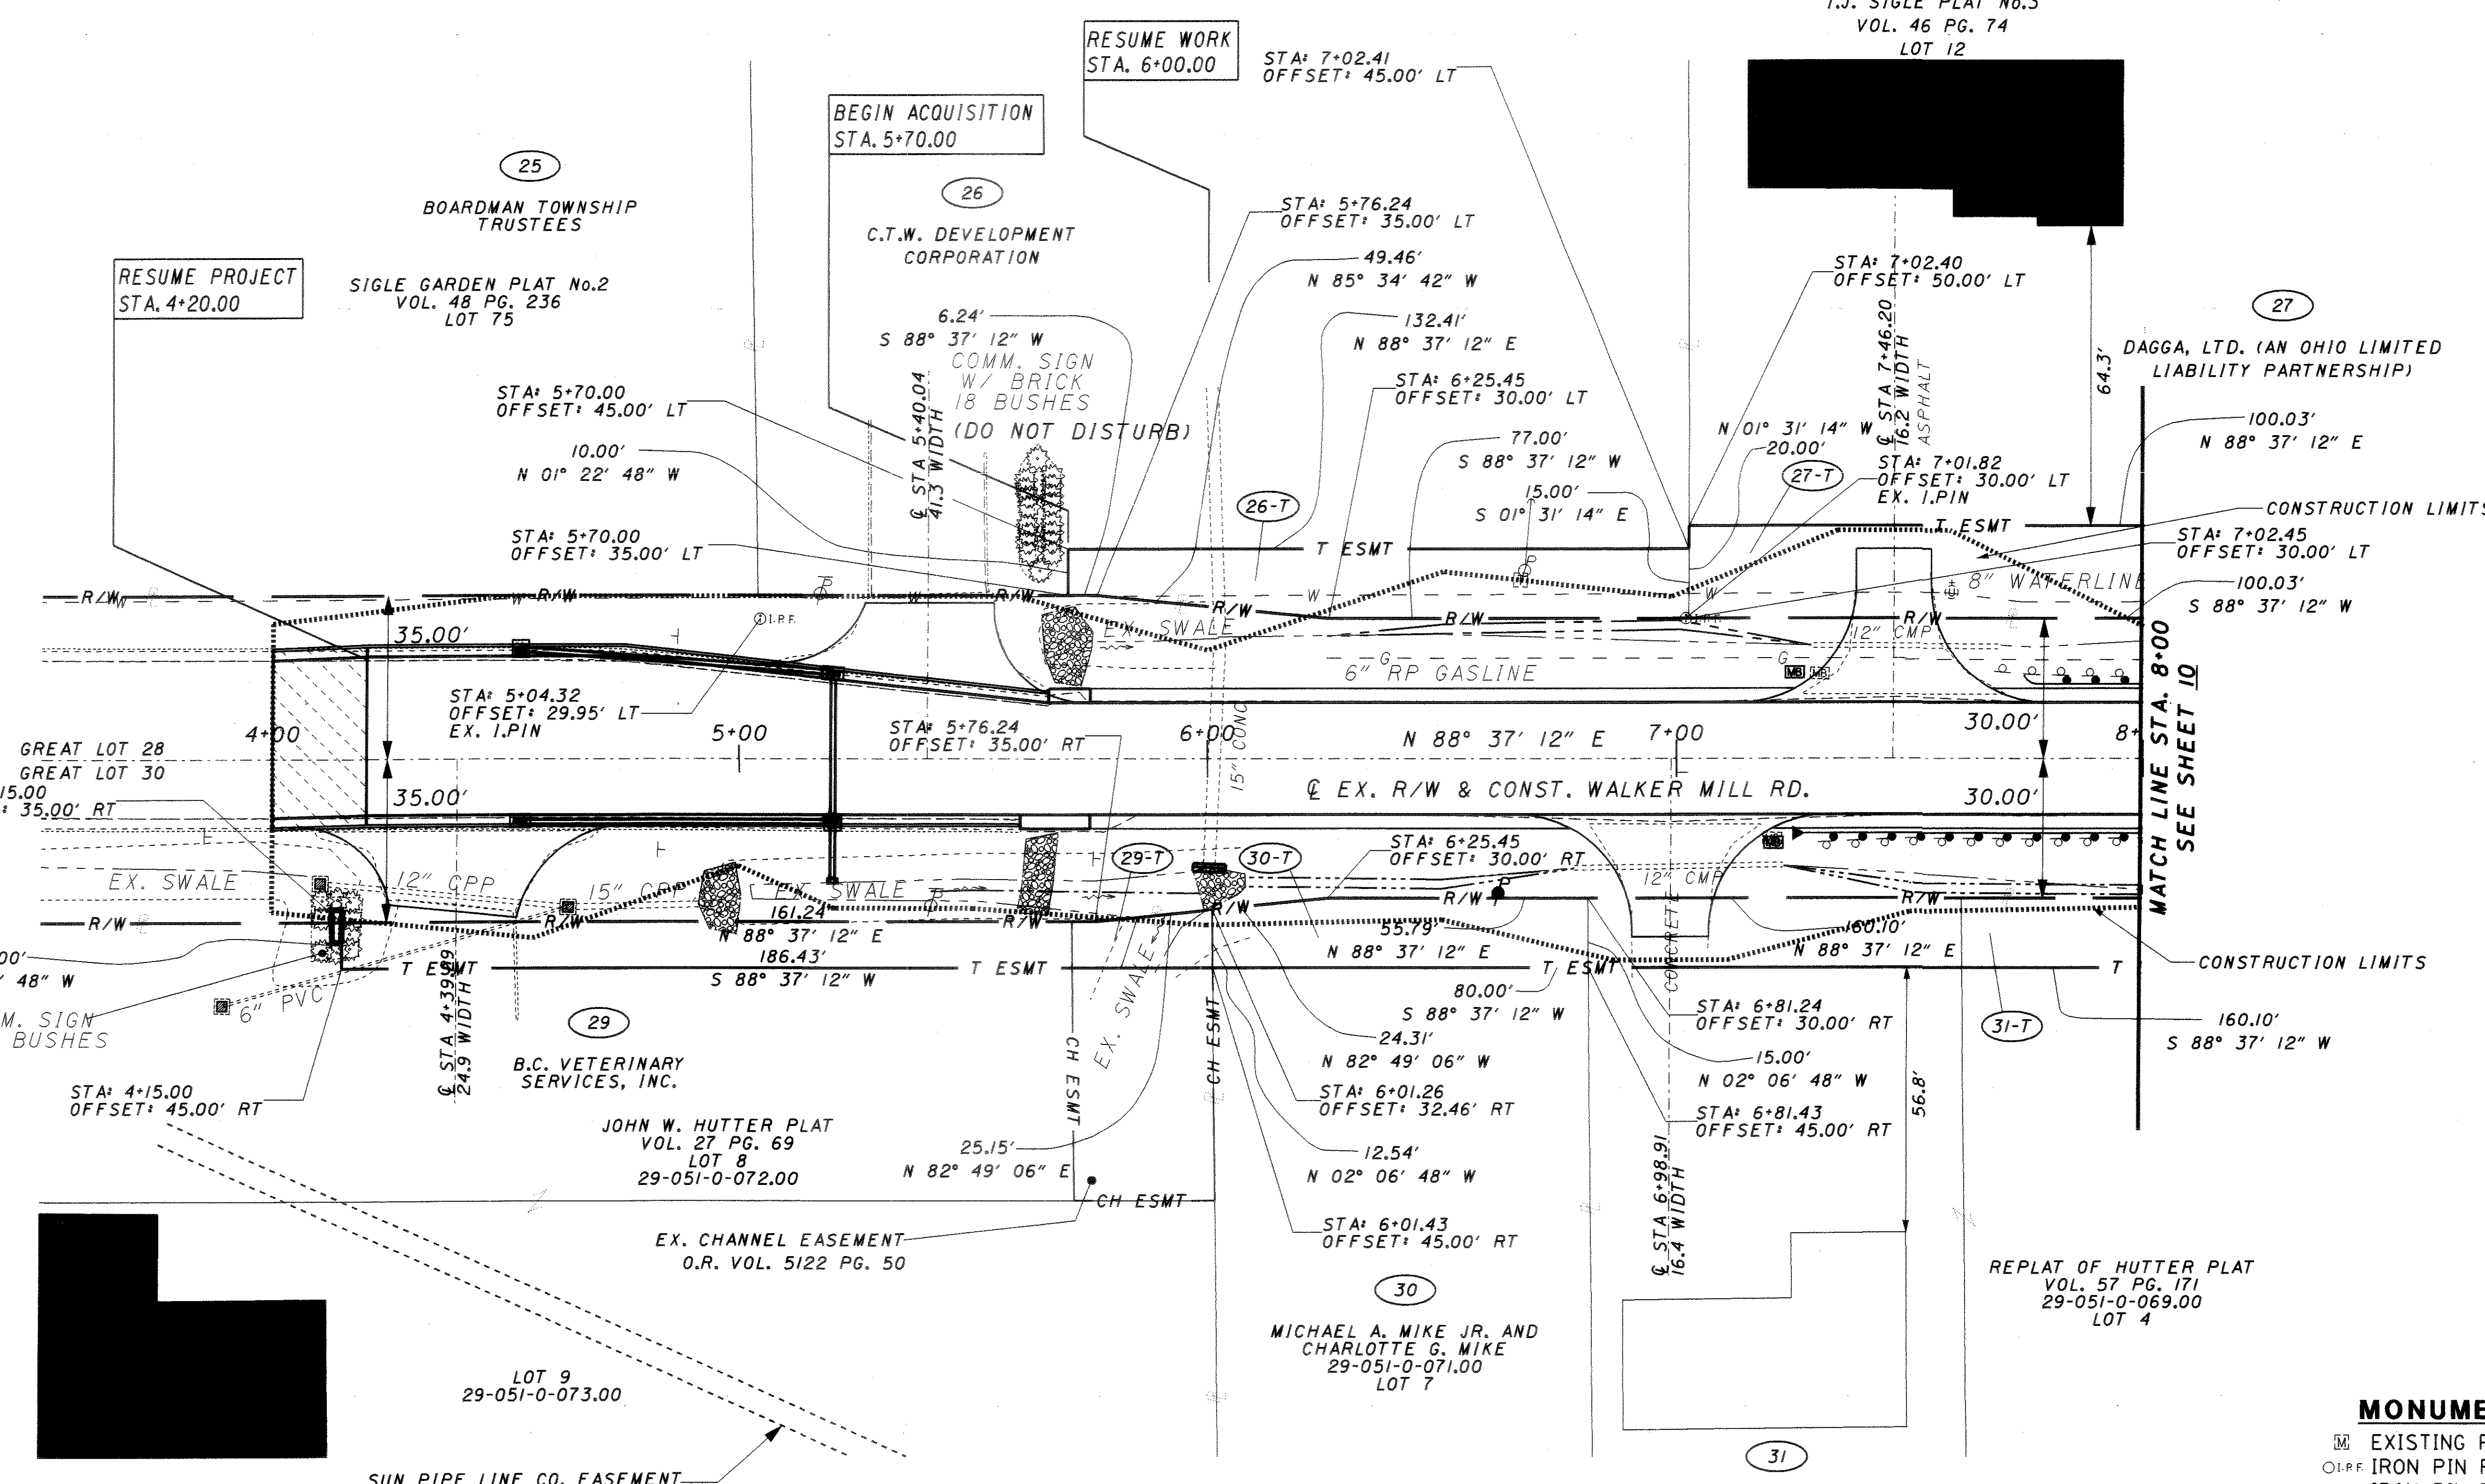 T.J. SIGLE PLAT No.3
VOL. 46 PG. 74
LOT 12
RESUME WORK
STA. 6+00.00
STA: 7+02.41
OFFSET: 45.00' LT
BEGIN ACQUISITION
STA. 5+70.00
25
BOARDMAN TOWNSHIP
TRUSTEES
26
C.T.W. DEVELOPMENT
CORPORATION
STA: 5+76.24
OFFSET: 35.00' LT
RESUME PROJECT
STA. 4+20.00
SIGLE GARDEN PLAT No.2
VOL. 48 PG. 236
LOT 75
49.46'
N 85° 34' 42" W
STA: 7+02.40
OFFSET: 50.00' LT
27
DAGGA, LTD. (AN OHIO LIMITED
LIABILITY PARTNERSHIP)
6.24'
S 88° 37' 12" W
132.41'
N 88° 37' 12" E
COMM. SIGN
W/ BRICK
18 BUSHES
(DO NOT DISTURB)
℄ STA 5+40.04
41.3 WIDTH
℄ STA 7+46.20
16.2 WIDTH
ASPHALT
64.3'
STA: 5+70.00
OFFSET: 45.00' LT
STA: 6+25.45
OFFSET: 30.00' LT
100.03'
N 88° 37' 12" E
10.00'
N 01° 22' 48" W
77.00'
S 88° 37' 12" W
N 01° 31' 14" W
20.00'
27-T
STA: 7+01.82
OFFSET: 30.00' LT
EX. I.PIN
26-T
15.00'
S 01° 31' 14" E
CONSTRUCTION LIMITS
STA: 5+70.00
OFFSET: 35.00' LT
T ESMT
T ESMT
STA: 7+02.45
OFFSET: 30.00' LT
R/W
W
R/W
W
W
R/W
R/W
W
W
8" WATERLINE
100.03'
S 88° 37' 12" W
35.00'
I.P.F.
EX. SWALE
R/W
I.P.F.
R/W
12" CMP
G
6" RP GASLINE
G
MB
MB
STA: 5+04.32
OFFSET: 29.95' LT
EX. I.PIN
STA: 5+76.24
OFFSET: 35.00' RT
15" CONC
30.00'
4+00
5+00
6+00
N 88° 37' 12" E
7+00
8+
GREAT LOT 28
GREAT LOT 30
15.00
: 35.00' RT
35.00'
℄ EX. R/W & CONST. WALKER MILL RD.
30.00'
MATCH LINE STA. 8+00
SEE SHEET 10
29-T
30-T
STA: 6+25.45
OFFSET: 30.00' RT
MB
EX. SWALE
12" CPP
15" CPP
EX SWALE
12" CMP
R/W
R/W
161.24'
N 88° 37' 12" E
R/W
R/W
R/W
R/W
55.79'
N 88° 37' 12" E
160.10'
N 88° 37' 12" E
00'
' 48" W
T ESMT
186.43'
S 88° 37' 12" W
T ESMT
T ESMT
T
CONSTRUCTION LIMITS
6" PVC
M. SIGN
BUSHES
℄ STA 4+39.89
24.9 WIDTH
29
B.C. VETERINARY
SERVICES, INC.
CH ESMT
EX. SWALE
CH ESMT
80.00'
S 88° 37' 12" W
CONCRETE
STA: 6+81.24
OFFSET: 30.00' RT
31-T
160.10'
S 88° 37' 12" W
24.31'
N 82° 49' 06" W
15.00'
N 02° 06' 48" W
STA: 4+15.00
OFFSET: 45.00' RT
STA: 6+01.26
OFFSET: 32.46' RT
STA: 6+81.43
OFFSET: 45.00' RT
56.8'
JOHN W. HUTTER PLAT
VOL. 27 PG. 69
LOT 8
29-051-0-072.00
25.15'
N 82° 49' 06" E
12.54'
N 02° 06' 48" W
℄ STA 6+98.91
16.4 WIDTH
CH ESMT
STA: 6+01.43
OFFSET: 45.00' RT
EX. CHANNEL EASEMENT
O.R. VOL. 5122 PG. 50
30
MICHAEL A. MIKE JR. AND
CHARLOTTE G. MIKE
29-051-0-071.00
LOT 7
REPLAT OF HUTTER PLAT
VOL. 57 PG. 171
29-051-0-069.00
LOT 4
LOT 9
29-051-0-073.00
31
SUN PIPE LINE CO. EASEMENT
MONUME
M EXISTING
I.P.F. IRON PIN